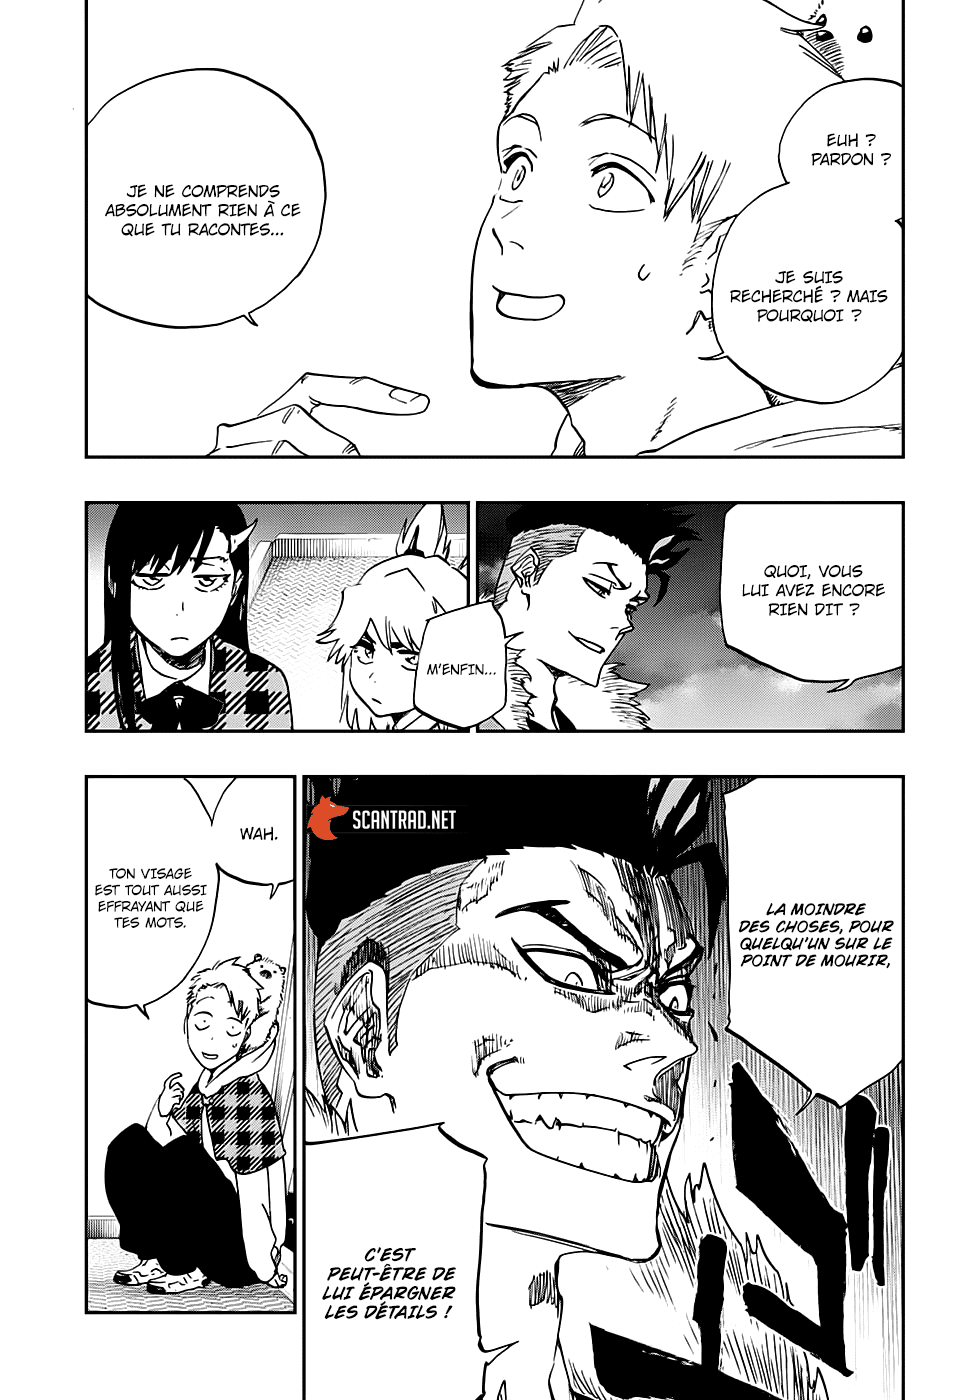 EUH ?
PARDON ?
JE SUIS
RECHERCHÉ ? MAIS
POURQUOI ?
JE NE COMPRENDS
ABSOLUMENT RIEN À CE
QUE TU RACONTES...
QUOI, VOUS
LUI AVEZ ENCORE
RIEN DIT ?
M'ENFIN...
SCANTRAD.NET
LA MOINDRE
DES CHOSES, POUR
QUELQU'UN SUR LE
POINT DE MOURIR,
C'EST
PEUT-ÊTRE DE
LUI ÉPARGNER
LES DÉTAILS !
WAH.
TON VISAGE
EST TOUT AUSSI
EFFRAYANT QUE
TES MOTS.